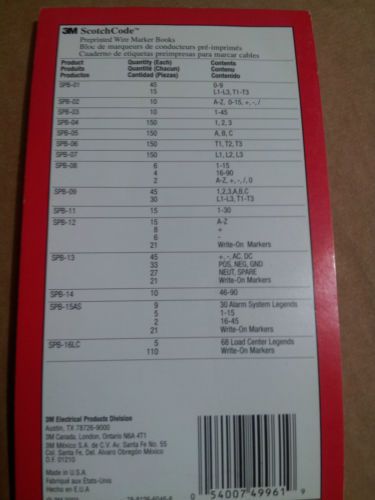 3M ScotchCode™
Preprinted Wire Marker Books
Bloc de marqueurs de conducteurs pré-imprimés
Cuaderno de etiquetas preimpresas para marcar cables
Product Quantity (Each) Contents
Produits Quantité (Chacun) Contenu
Productos Cantidad (Piezas) Contenido
SPB-01 45 0-9
15 L1-L3, T1-T3
SPB-02 10 A-Z, 0-15, +, -, /
SPB-03 10 1-45
SPB-04 150 1, 2, 3
SPB-05 150 A, B, C
SPB-06 150 T1, T2, T3
SPB-07 150 L1, L2, L3
SPB-08 6 1-15
4 16-90
2 A-Z, +, -, /, 0
SPB-09 45 1,2,3,A,B,C
30 L1-L3, T1-T3
SPB-11 15 1-30
SPB-12 15 A-Z
8 +
6 -
21 Write-On Markers
SPB-13 45 +, -, AC, DC
33 POS, NEG, GND
27 NEUT, SPARE
21 Write-On Markers
SPB-14 10 46-90
SPB-15AS 9 30 Alarm System Legends
5 1-15
2 16-45
21 Write-On Markers
SPB-16LC 5 68 Load Center Legends
110 Write-On Markers
3M Electrical Products Division
Austin, TX 78726-9000
3M Canada, London, Ontario N6A 4T1
3M México S.A. de C.V. Av Santa Fe No. 55
Col. Santa Fe, Del. Alvaro Obregón México
D.F. 01210
Made in U.S.A.
Fabriqué aux États-Unis
Hecho en E.U.A
0 54007 49961 9